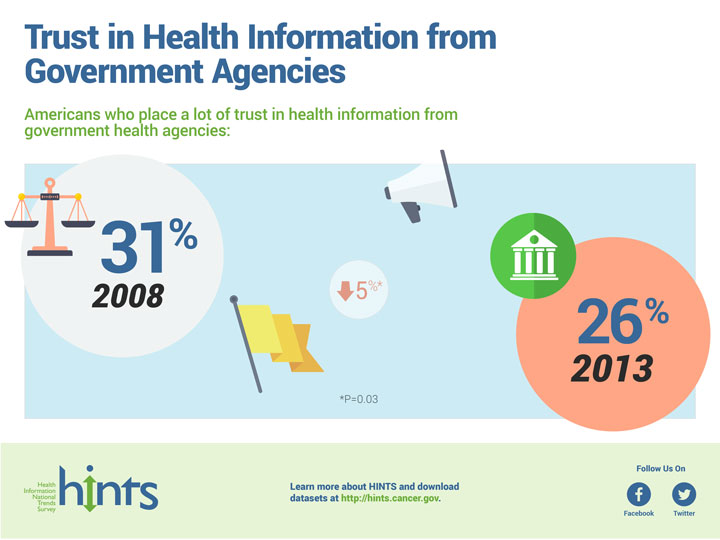 Trust in Health Information from
Government Agencies
Americans who place a lot of trust in health information from
government health agencies:
31%
2008
5%*
26%
2013
*P=0.03
Health
Information
National
Trends
Survey
hints
Learn more about HINTS and download
datasets at http://hints.cancer.gov.
Follow Us On
Facebook
Twitter